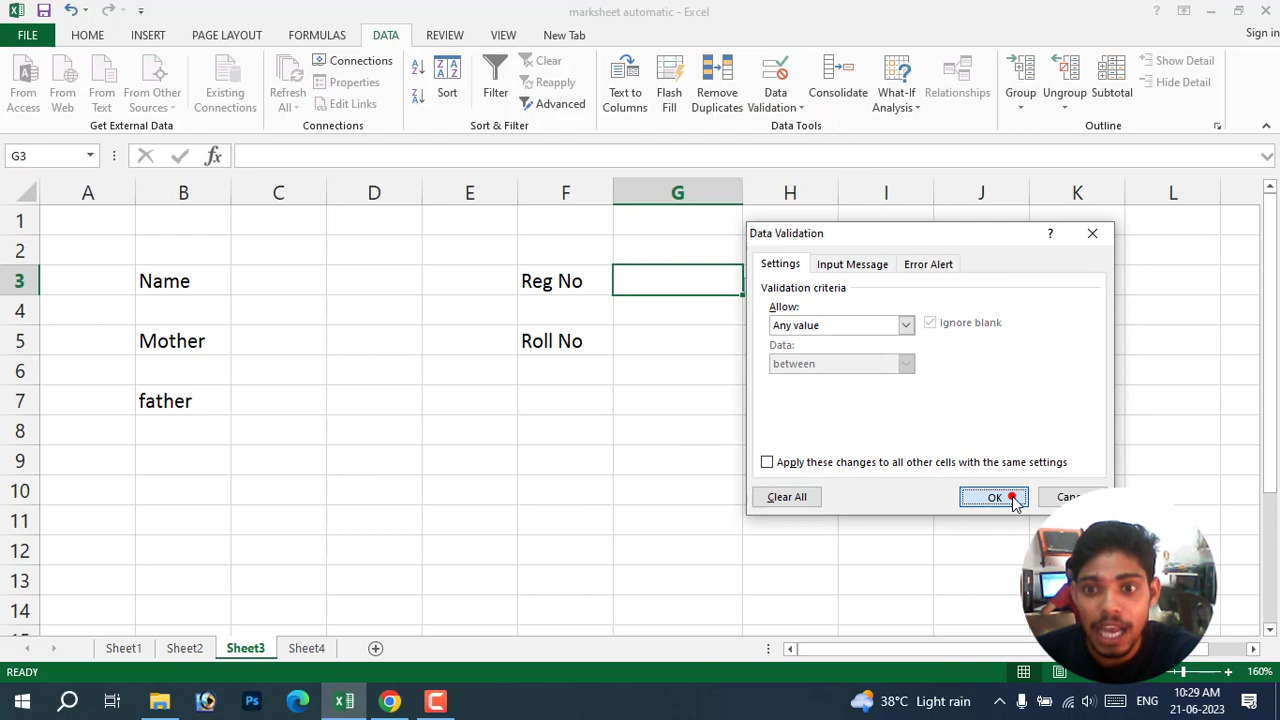 marksheet automatic - Excel
FILE HOME INSERT PAGE LAYOUT FORMULAS DATA REVIEW VIEW New Tab Sign in
From Access
From Web
From Text
From Other Sources
Existing Connections
Get External Data
Refresh All
Connections
Properties
Edit Links
Connections
Sort
Filter
Clear
Reapply
Advanced
Sort & Filter
Text to Columns
Flash Fill
Remove Duplicates
Data Validation
Consolidate
What-If Analysis
Relationships
Data Tools
Group
Ungroup
Subtotal
Show Detail
Hide Detail
Outline
G3 fx
A B C D E F G H I J K L
1
2
3 Name Reg No
4
5 Mother Roll No
6
7 father
8
9
10
11
12
13
14
Data Validation ?
Settings Input Message Error Alert
Validation criteria
Allow:
Any value Ignore blank
Data:
between
Apply these changes to all other cells with the same settings
Clear All OK
Sheet1 Sheet2 Sheet3 Sheet4
READY 160%
Ps 38°C Light rain ENG 10:29 AM
21-06-2023